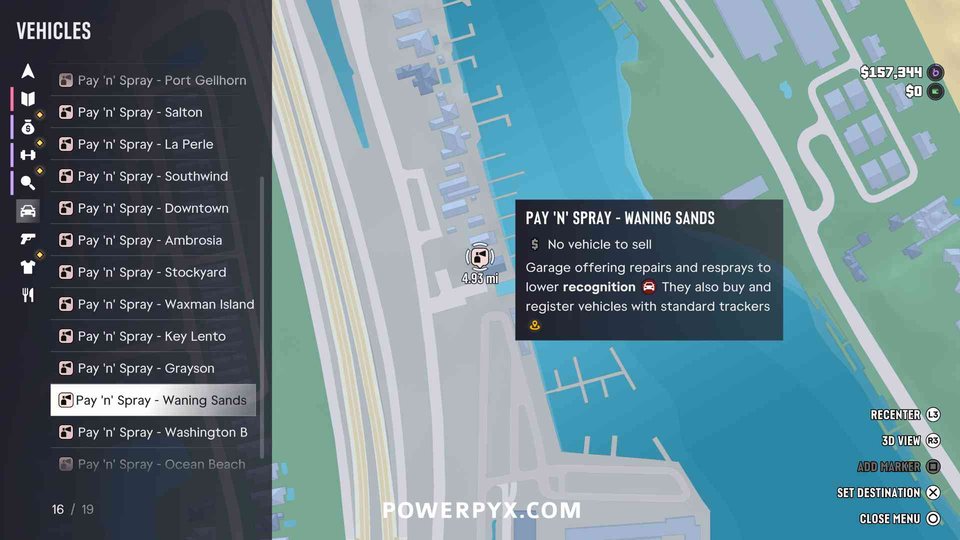 VEHICLES
Pay 'n' Spray - Port Gellhorn
Pay 'n' Spray - Salton
Pay 'n' Spray - La Perle
Pay 'n' Spray - Southwind
Pay 'n' Spray - Downtown
Pay 'n' Spray - Ambrosia
Pay 'n' Spray - Stockyard
Pay 'n' Spray - Waxman Island
Pay 'n' Spray - Key Lento
Pay 'n' Spray - Grayson
Pay 'n' Spray - Waning Sands
Pay 'n' Spray - Washington B
Pay 'n' Spray - Ocean Beach
16 / 19
4.93 mi
PAY 'N' SPRAY - WANING SANDS
$ No vehicle to sell
Garage offering repairs and resprays to
lower recognition They also buy and
register vehicles with standard trackers
$157,344
$0
RECENTER L3
3D VIEW R3
ADD MARKER
SET DESTINATION
CLOSE MENU
POWERPYX.COM